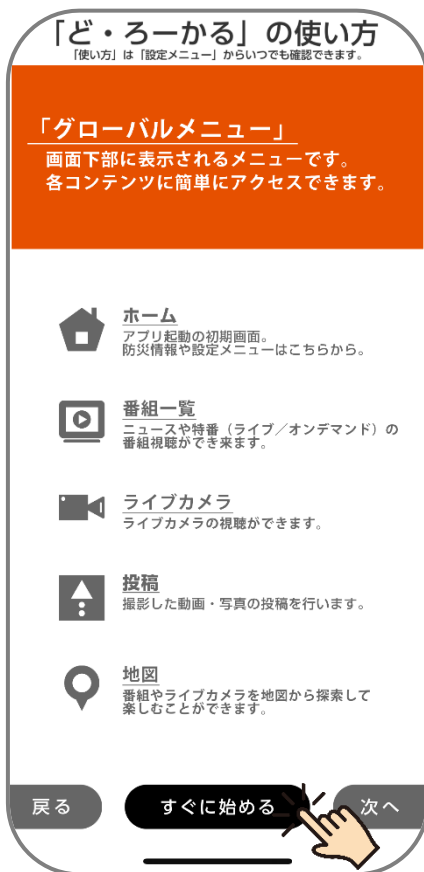 「ど・ろーかる」の使い方
「使い方」は「設定メニュー」からいつでも確認できます。
「グローバルメニュー」
画面下部に表示されるメニューです。
各コンテンツに簡単にアクセスできます。
ホーム
アプリ起動の初期画面。
防災情報や設定メニューはこちらから。
番組一覧
ニュースや特番（ライブ／オンデマンド）の
番組視聴ができ来ます。
ライブカメラ
ライブカメラの視聴ができます。
投稿
撮影した動画・写真の投稿を行います。
地図
番組やライブカメラを地図から探索して
楽しむことができます。
戻る
すぐに始める
次へ